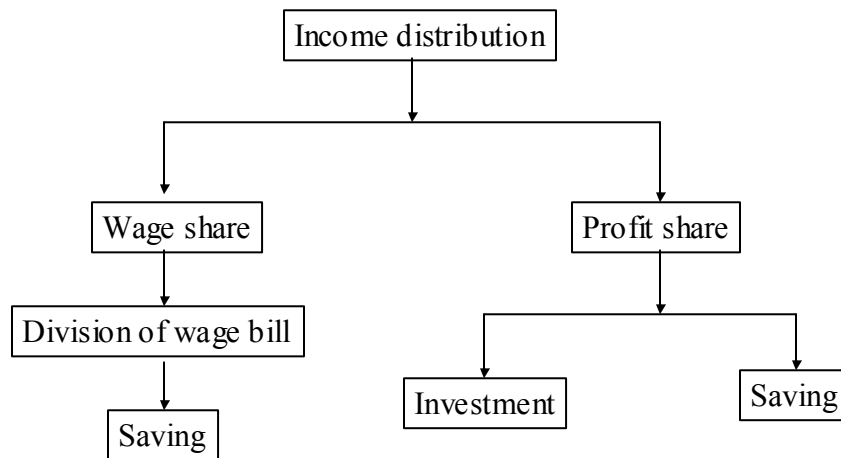 Income distribution
Wage share
Profit share
Division of wage bill
Investment
Saving
Saving